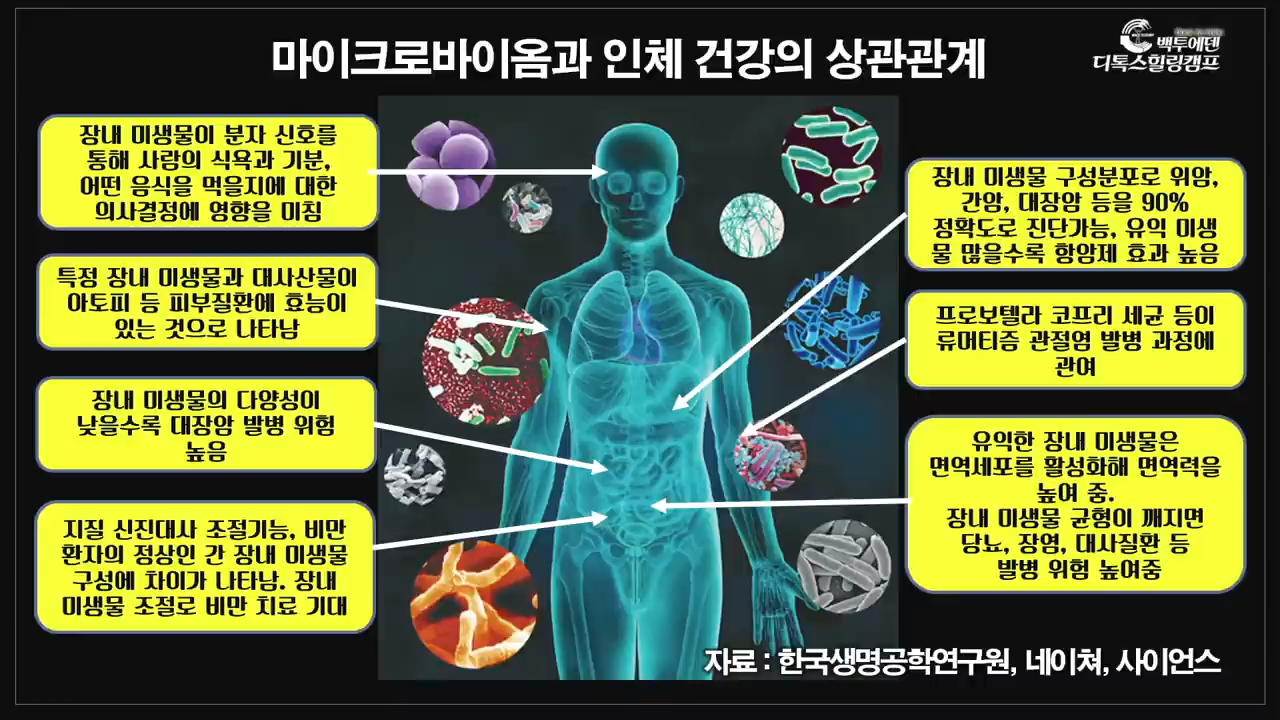 마이크로바이옴과 인체 건강의 상관관계
백투에덴
디톡스힐링캠프
장내 미생물이 분자 신호를
통해 사람의 식욕과 기분,
어떤 음식을 먹을지에 대한
의사결정에 영향을 미침
특정 장내 미생물과 대사산물이
아토피 등 피부질환에 효능이
있는 것으로 나타남
장내 미생물의 다양성이
낮을수록 대장암 발병 위험
높음
지질 신진대사 조절기능, 비만
환자의 정상인 간 장내 미생물
구성에 차이가 나타남. 장내
미생물 조절로 비만 치료 기대
장내 미생물 구성분포로 위암,
간암, 대장암 등을 90%
정확도로 진단가능, 유익 미생
물 많을수록 항암제 효과 높음
프로보텔라 코프리 세균 등이
류머티즘 관절염 발병 과정에
관여
유익한 장내 미생물은
면역세포를 활성화해 면역력을
높여 줌.
장내 미생물 균형이 깨지면
당뇨, 장염, 대사질환 등
발병 위험 높여줌
자료 : 한국생명공학연구원, 네이쳐, 사이언스